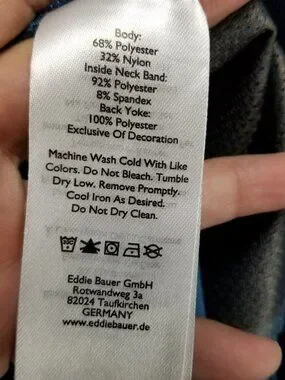 Body:
68% Polyester
32% Nylon
Inside Neck Band:
92% Polyester
8% Spandex
Back Yoke:
100% Polyester
Exclusive Of Decoration
Machine Wash Cold With Like
Colors. Do Not Bleach. Tumble
Dry Low. Remove Promptly.
Cool Iron As Desired.
Do Not Dry Clean.
Eddie Bauer GmbH
Rotwandweg 3a
82024 Taufkirchen
GERMANY
www.eddiebauer.de